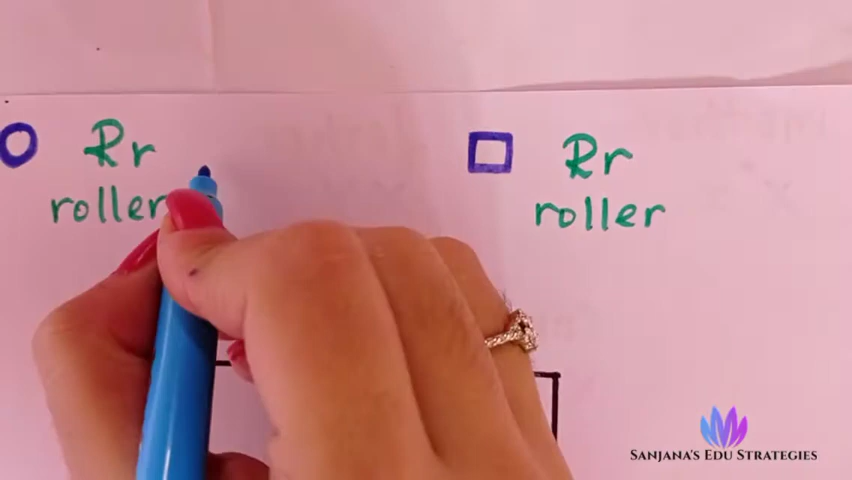 Rr
roller
Rr
roller
SANJANA'S EDU STRATEGIES